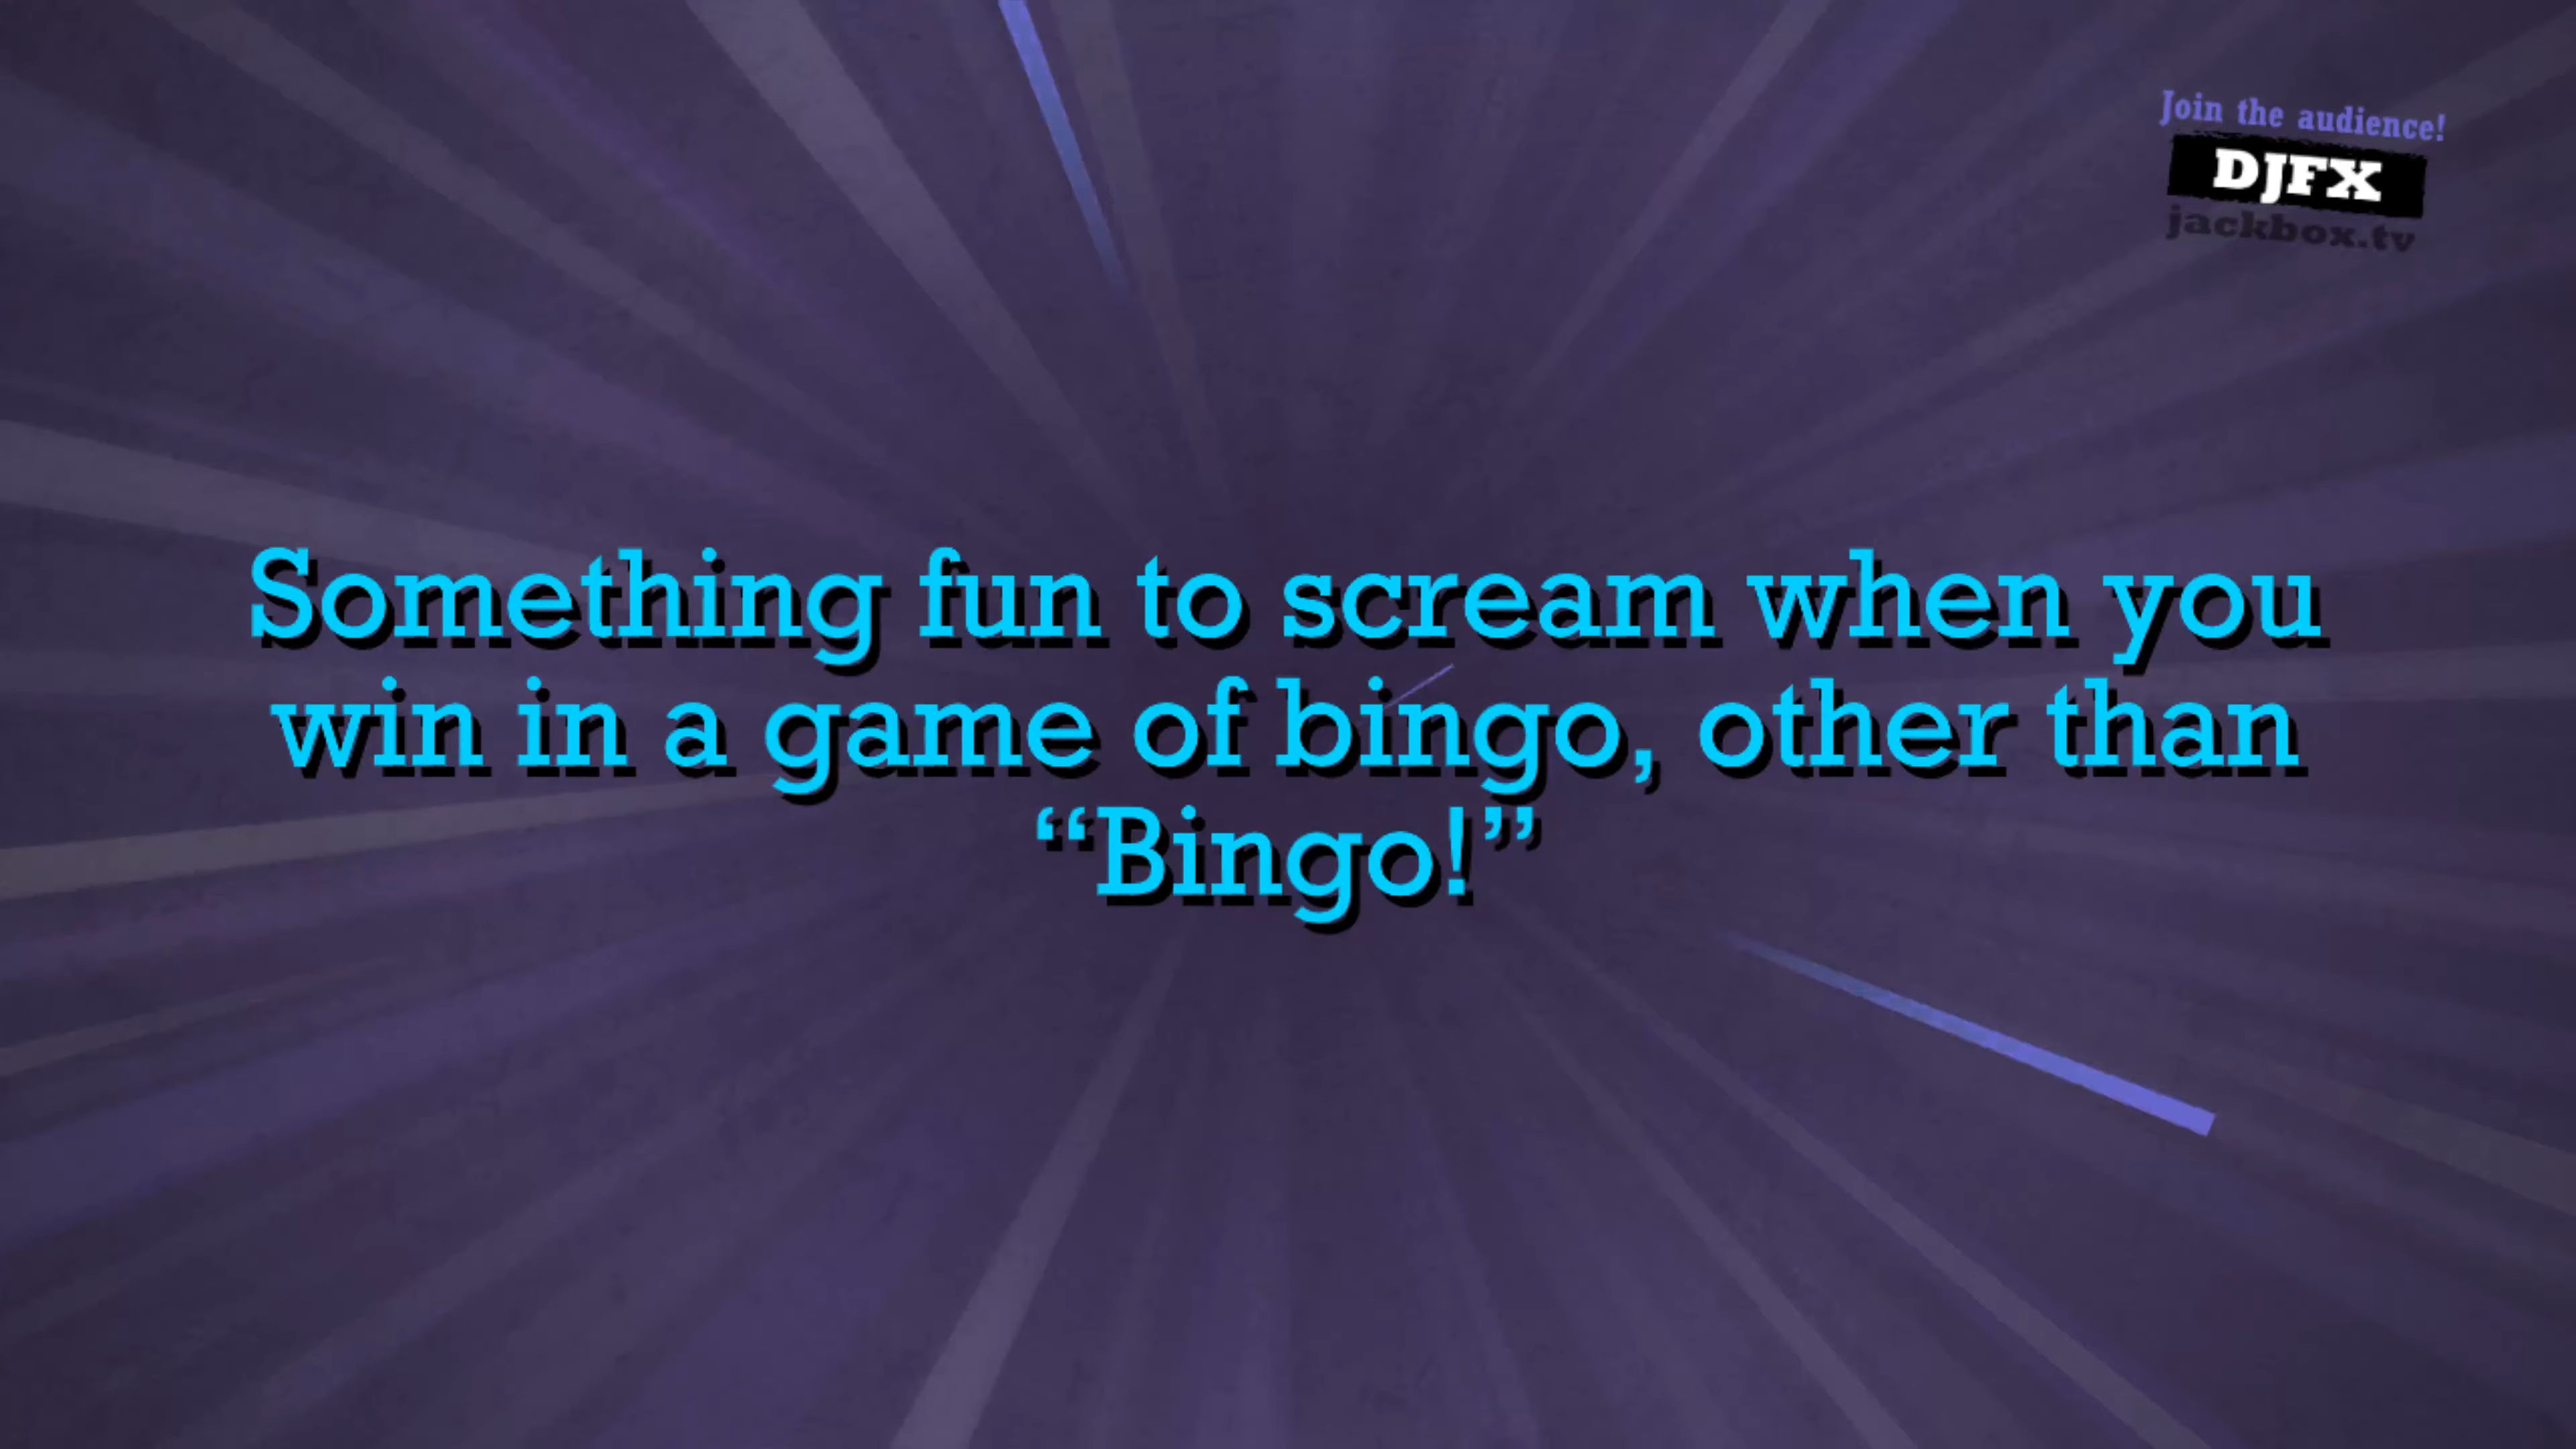 Join the audience!
DJFX
jackbox.tv
Something fun to scream when you
win in a game of bingo, other than
“Bingo!”